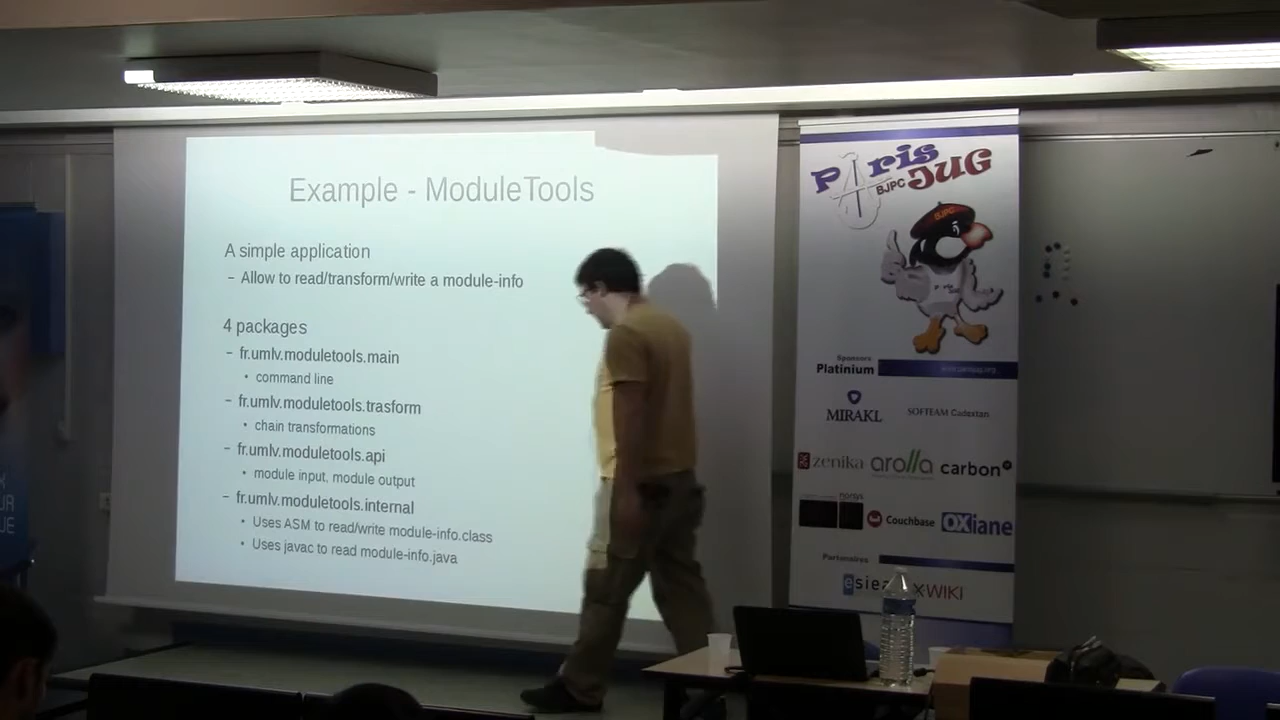 Example - ModuleTools
A simple application
– Allow to read/transform/write a module-info
4 packages
– fr.umlv.moduletools.main
• command line
– fr.umlv.moduletools.trasform
• chain transformations
– fr.umlv.moduletools.api
• module input, module output
– fr.umlv.moduletools.internal
• Uses ASM to read/write module-info.class
• Uses javac to read module-info.java
Paris
BJPC JUG
BJPC
Sponsors
Platinium
MIRAKL
SOFTEAM Cadextan
zenika arolla carbon
Couchbase OXiane
Partenaires
esiea XWIKI